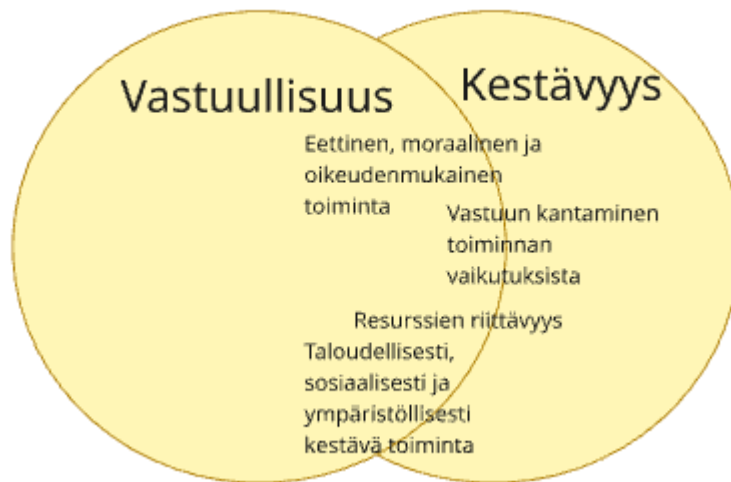 Vastuullisuus
Kestävyys
Eettinen, moraalinen ja
oikeudenmukainen
toiminta
Vastuun kantaminen
toiminnan
vaikutuksista
Resurssien riittävyys
Taloudellisesti,
sosiaalisesti ja
ympäristöllisesti
kestävä toiminta